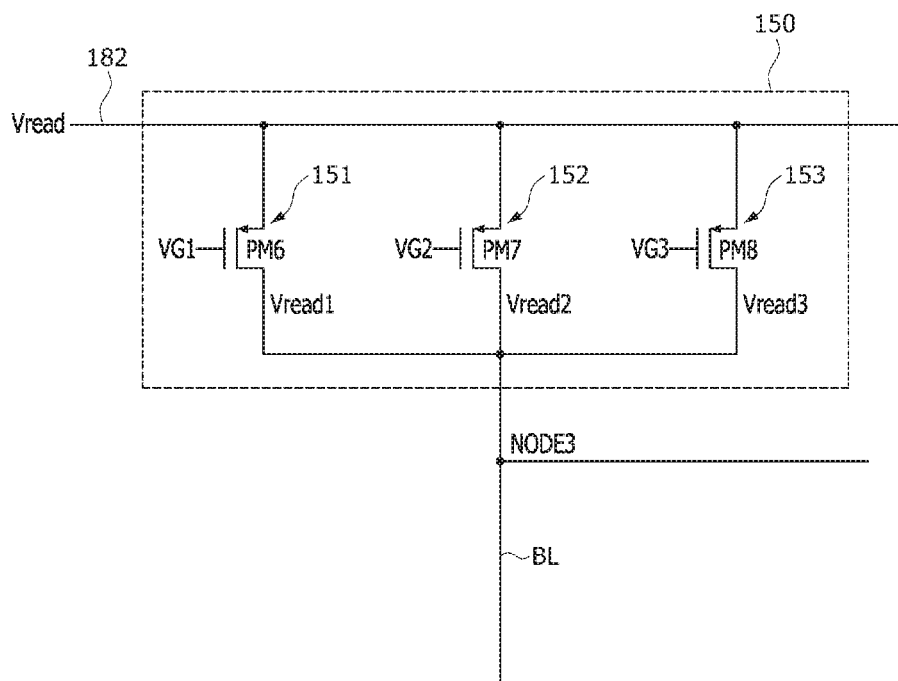 150
182
Vread
151
152
153
VG1
PM6
VG2
PM7
VG3
PM8
Vread1
Vread2
Vread3
NODE3
BL